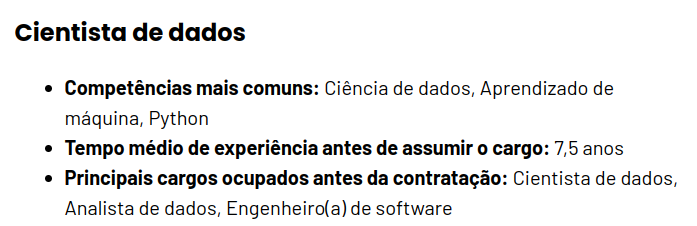 Cientista de dados
• Competências mais comuns: Ciência de dados, Aprendizado de
máquina, Python
• Tempo médio de experiência antes de assumir o cargo: 7,5 anos
• Principais cargos ocupados antes da contratação: Cientista de dados,
Analista de dados, Engenheiro(a) de software